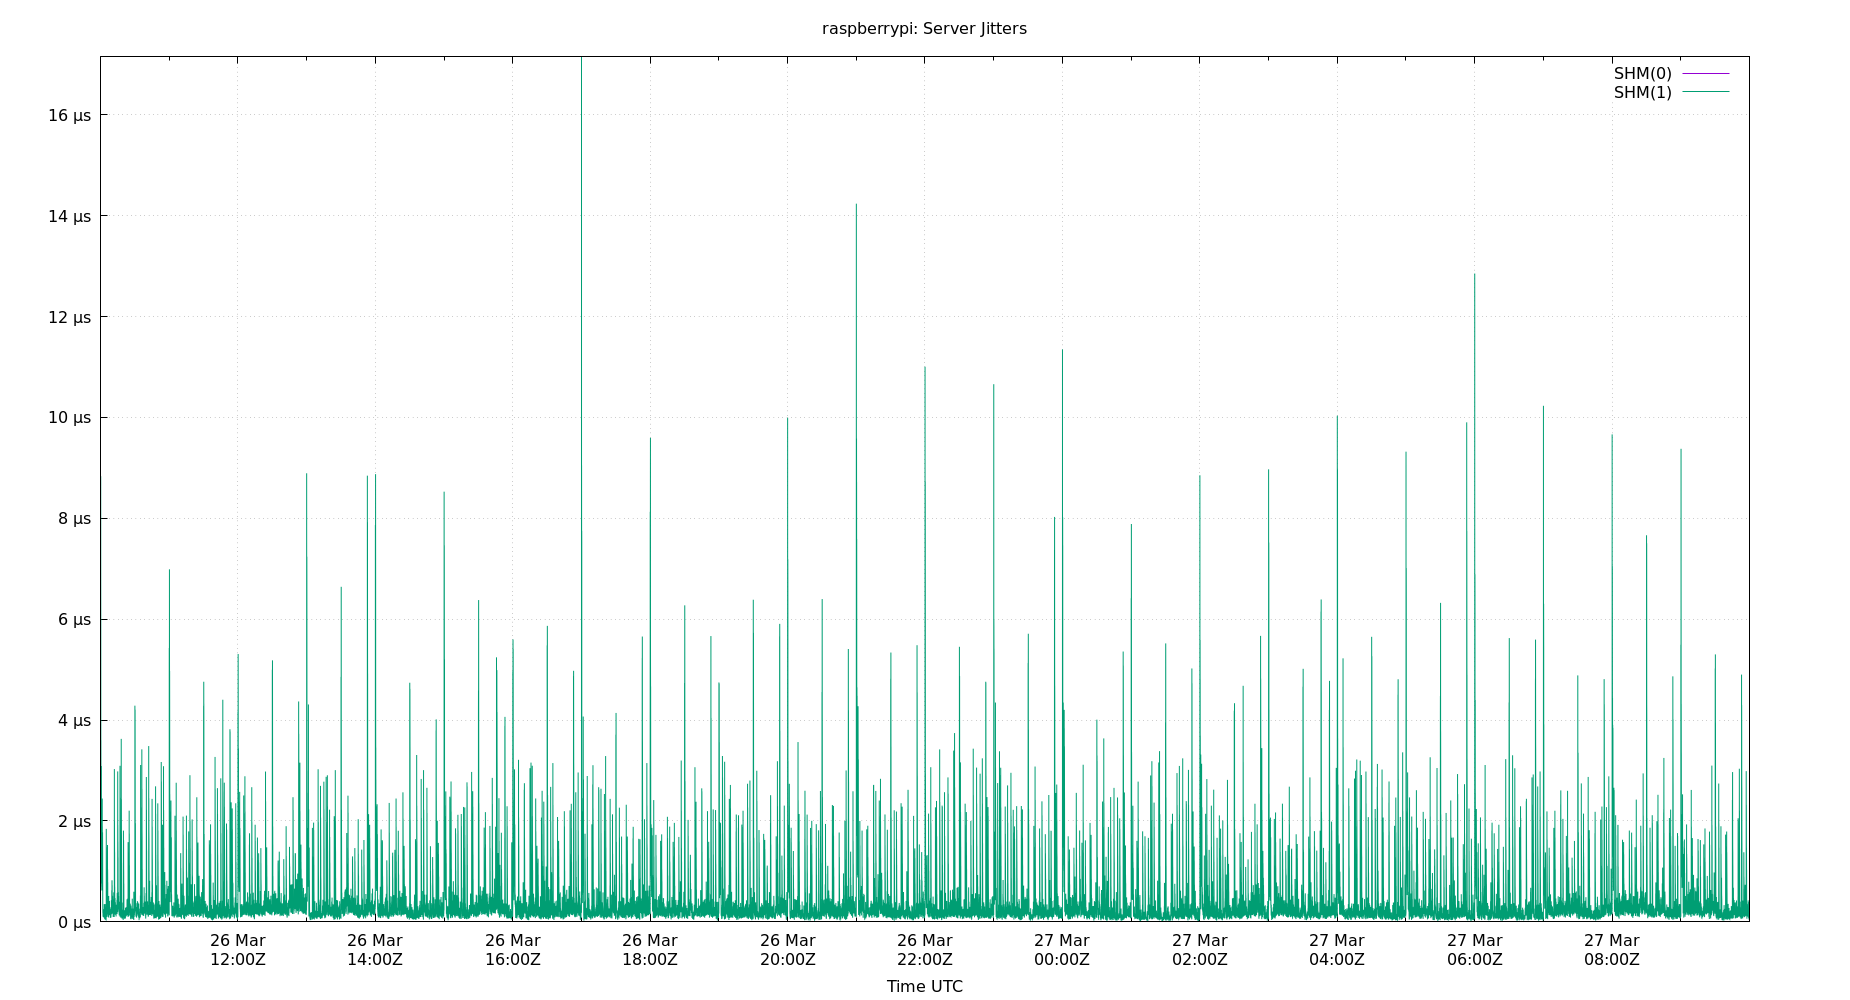 raspberrypi: Server Jitters
SHM(0)
SHM(1)
16 µs
14 µs
12 µs
10 µs
8 µs
6 µs
4 µs
2 µs
0 µs
26 Mar 26 Mar 26 Mar 26 Mar 26 Mar 26 Mar 27 Mar 27 Mar 27 Mar 27 Mar 27 Mar
12:00Z 14:00Z 16:00Z 18:00Z 20:00Z 22:00Z 00:00Z 02:00Z 04:00Z 06:00Z 08:00Z
Time UTC